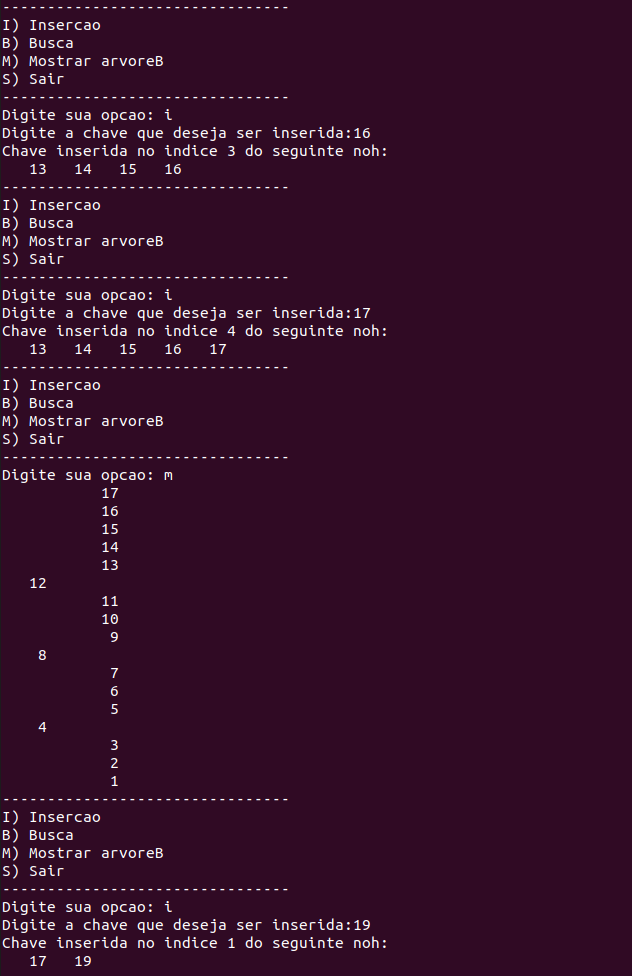 --------------------------------
I) Insercao
B) Busca
M) Mostrar arvoreB
S) Sair
--------------------------------
Digite sua opcao: i
Digite a chave que deseja ser inserida:16
Chave inserida no indice 3 do seguinte noh:
   13   14   15   16
--------------------------------
I) Insercao
B) Busca
M) Mostrar arvoreB
S) Sair
--------------------------------
Digite sua opcao: i
Digite a chave que deseja ser inserida:17
Chave inserida no indice 4 do seguinte noh:
   13   14   15   16   17
--------------------------------
I) Insercao
B) Busca
M) Mostrar arvoreB
S) Sair
--------------------------------
Digite sua opcao: m
           17
           16
           15
           14
           13
   12
           11
           10
            9
    8
            7
            6
            5
    4
            3
            2
            1
--------------------------------
I) Insercao
B) Busca
M) Mostrar arvoreB
S) Sair
--------------------------------
Digite sua opcao: i
Digite a chave que deseja ser inserida:19
Chave inserida no indice 1 do seguinte noh:
   17   19